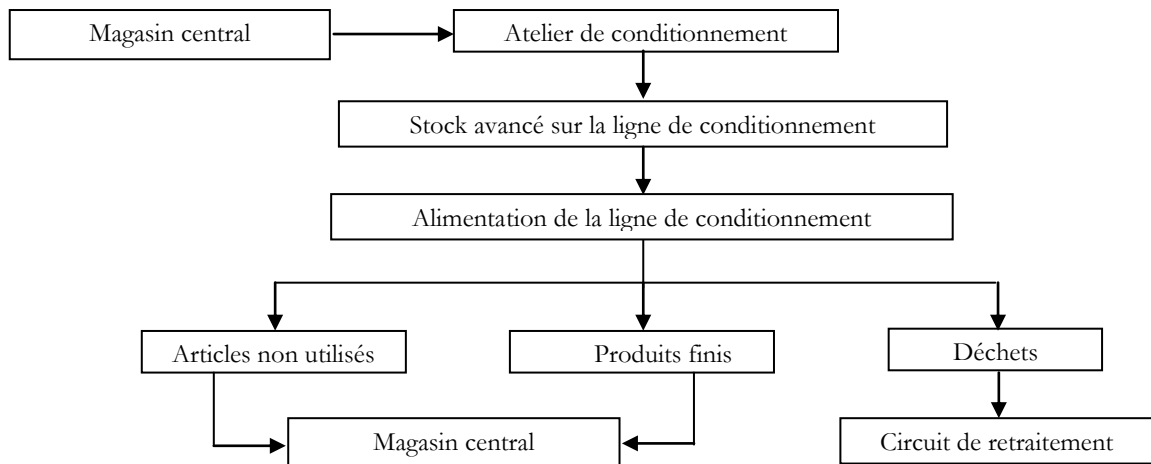 Magasin central
Atelier de conditionnement
Stock avancé sur la ligne de conditionnement
Alimentation de la ligne de conditionnement
Articles non utilisés
Produits finis
Déchets
Magasin central
Circuit de retraitement